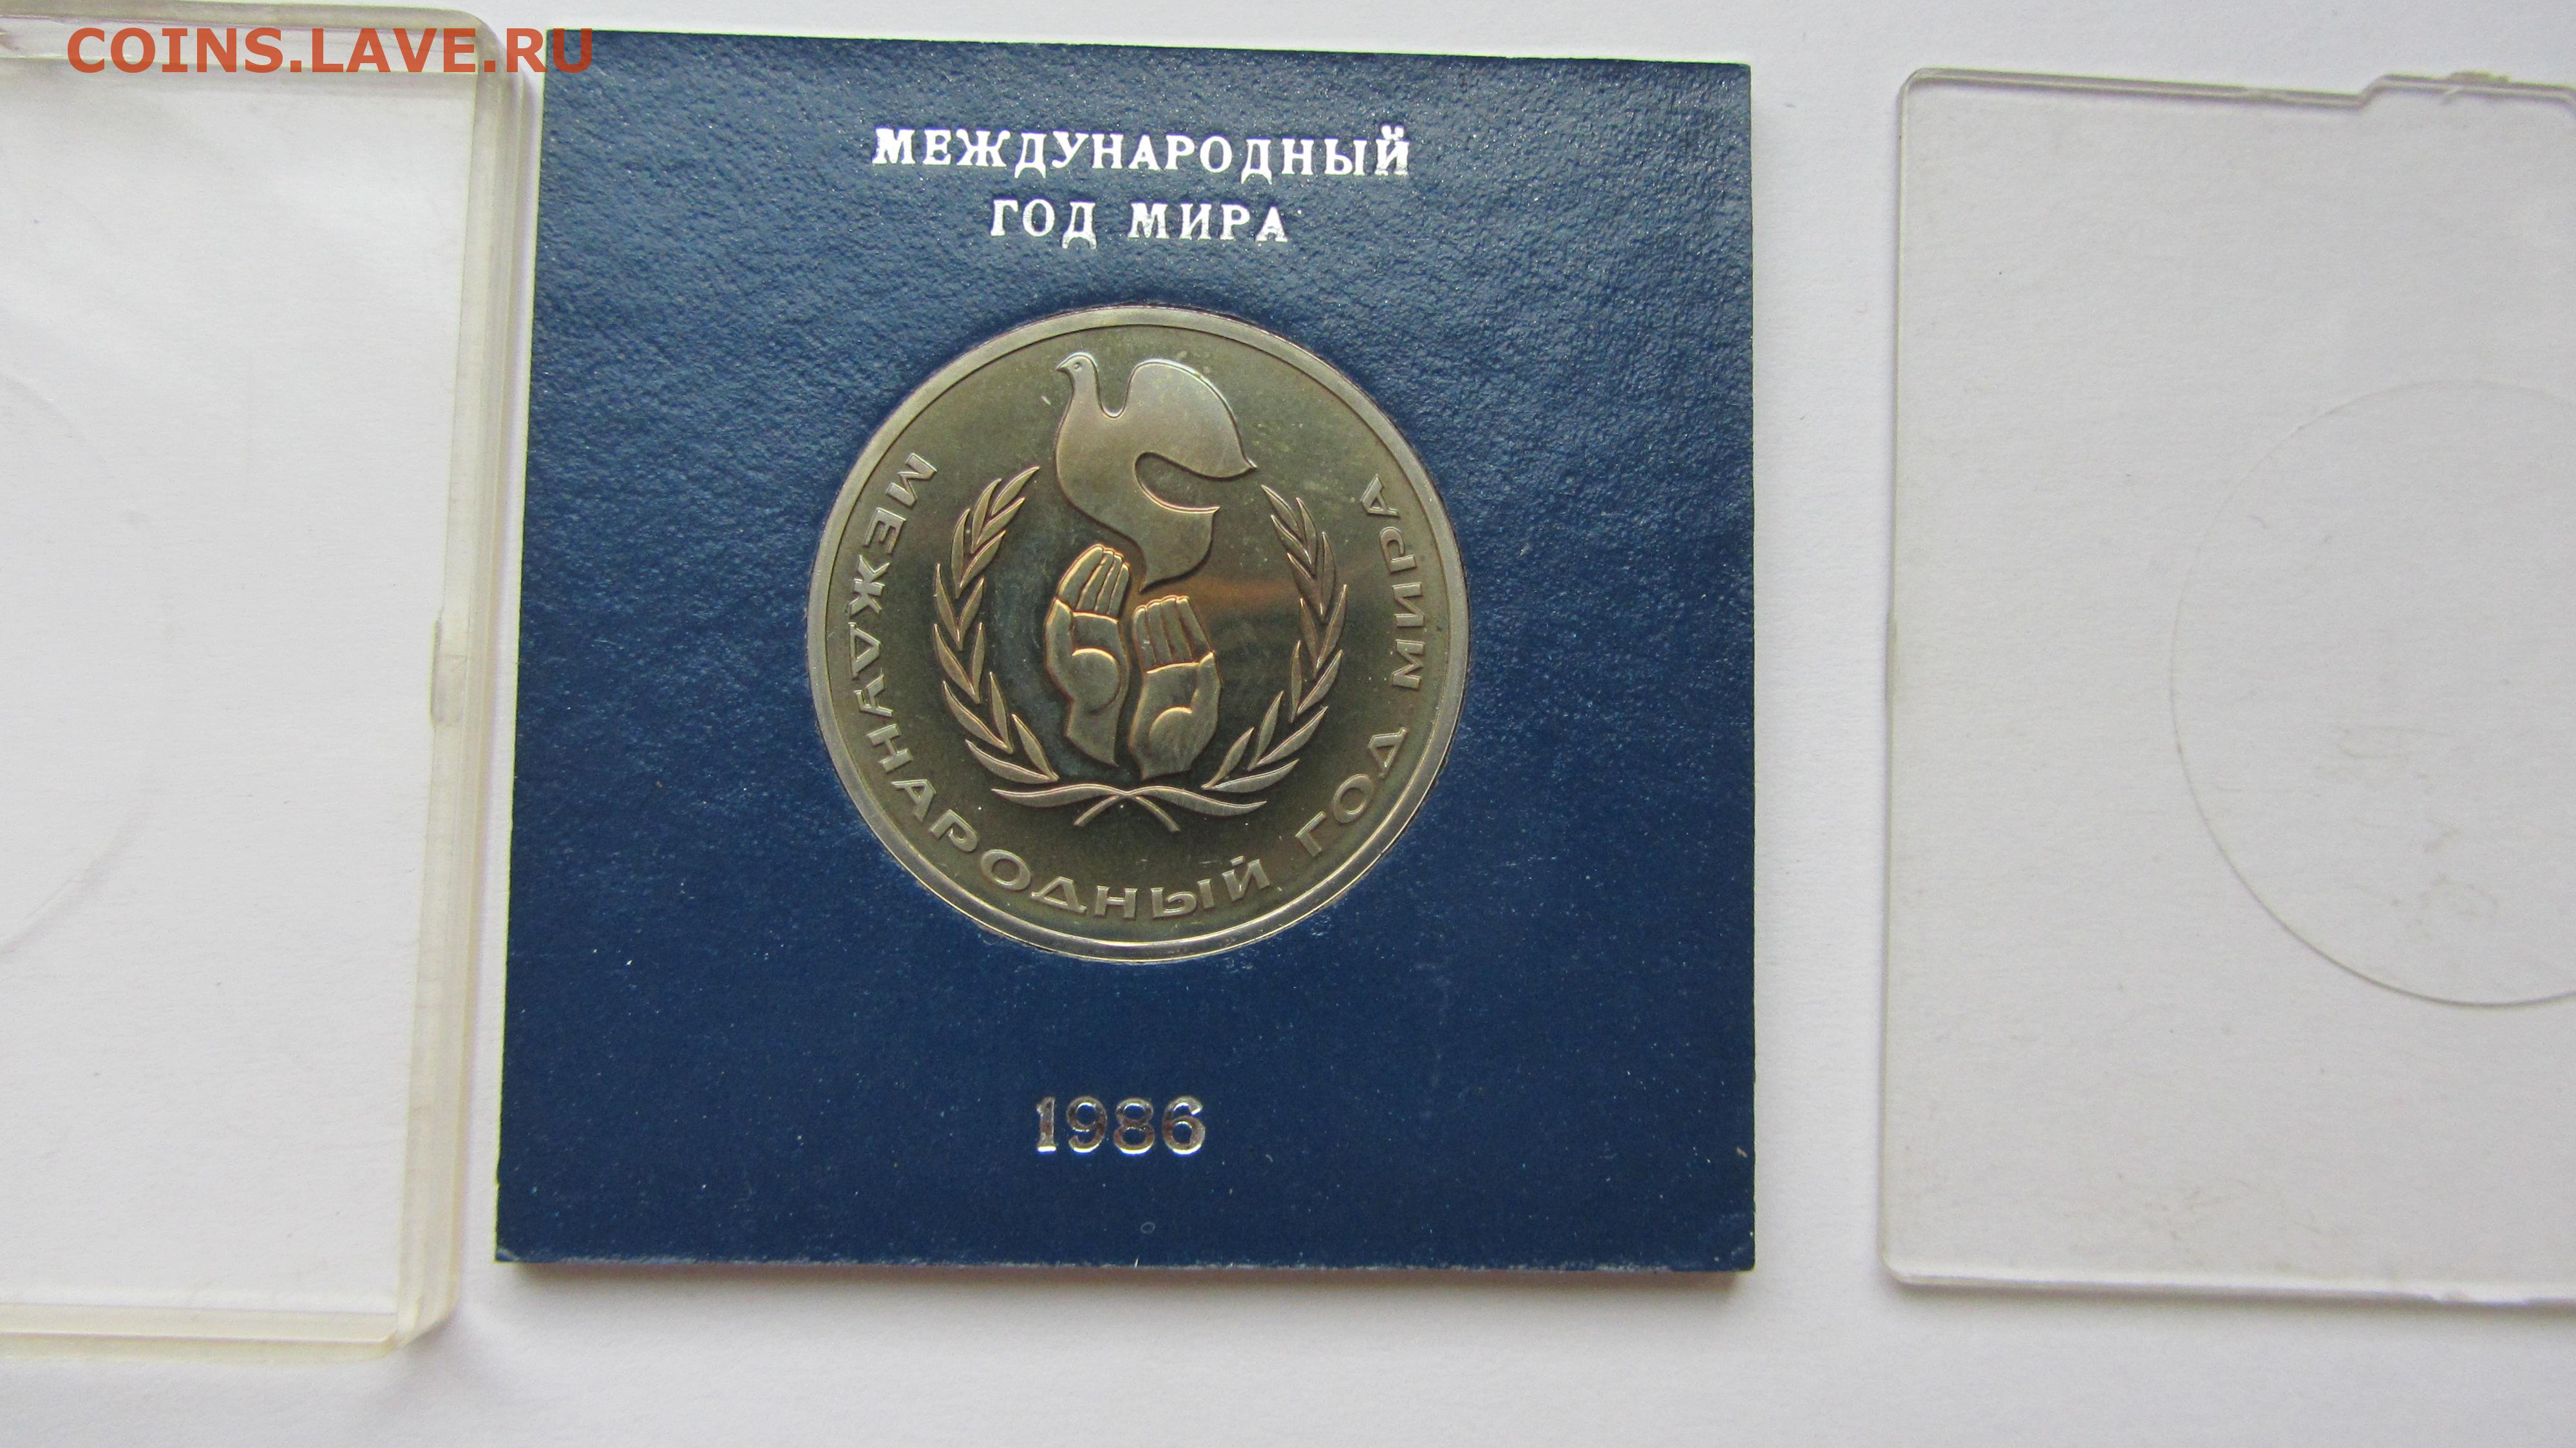 COINS.LAVE.RU
МЕЖДУНАРОДНЫЙ
ГОД МИРА
МЕЖДУНАРОДНЫЙ ГОД МИРА
1986